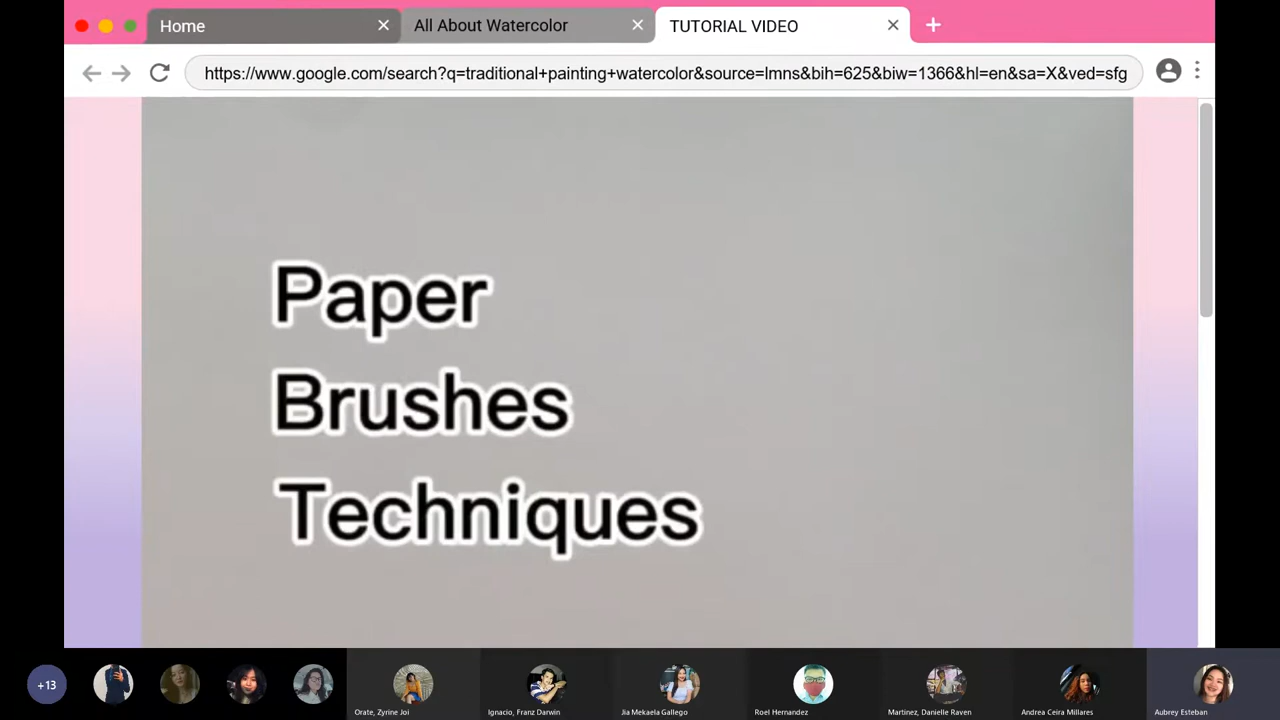 Home
All About Watercolor
TUTORIAL VIDEO
https://www.google.com/search?q=traditional+painting+watercolor&source=lmns&bih=625&biw=1366&hl=en&sa=X&ved=sfg
Paper
Brushes
Techniques
+13
Orate, Zyrine Joi
Ignacio, Franz Darwin
Jia Mekaela Gallego
Roel Hernandez
Martinez, Danielle Raven
Andrea Ceira Millares
Aubrey Esteban